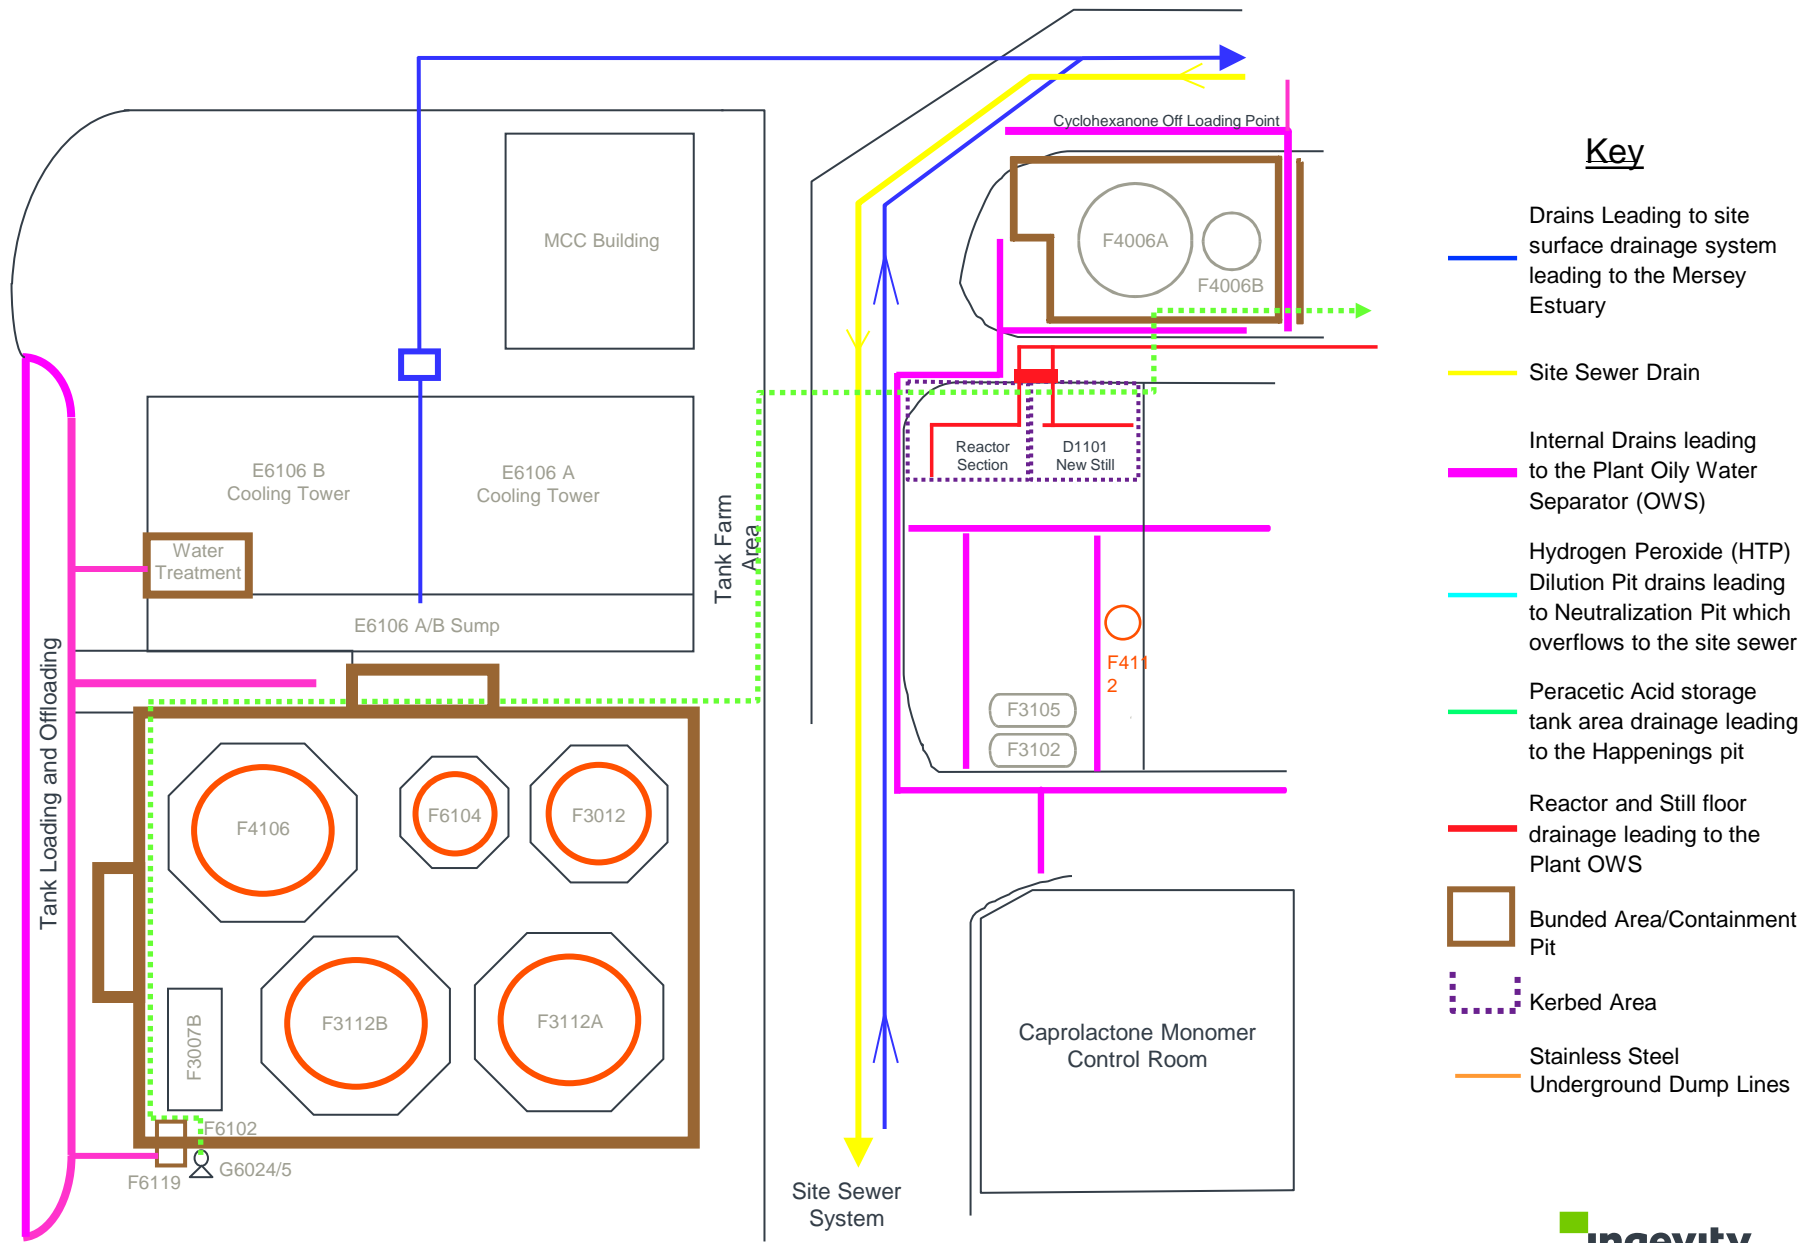 Cyclohexanone Off Loading Point
MCC Building
F4006A
F4006B
Reactor
Section
D1101
New Still
E6106 B
Cooling Tower
E6106 A
Cooling Tower
Water
Treatment
E6106 A/B Sump
Tank Farm
Area
Tank Loading and Offloading
F411
2
F3105
F3102
F4106
F6104
F3012
F3112B
F3112A
F3007B
F6102
G6024/5
F6119
Site Sewer
System
Caprolactone Monomer
Control Room
Key
Drains Leading to site
surface drainage system
leading to the Mersey
Estuary
Site Sewer Drain
Internal Drains leading
to the Plant Oily Water
Separator (OWS)
Hydrogen Peroxide (HTP)
Dilution Pit drains leading
to Neutralization Pit which
overflows to the site sewer
Peracetic Acid storage
tank area drainage leading
to the Happenings pit
Reactor and Still floor
drainage leading to the
Plant OWS
Bunded Area/Containment
Pit
Kerbed Area
Stainless Steel
Underground Dump Lines
ingevity